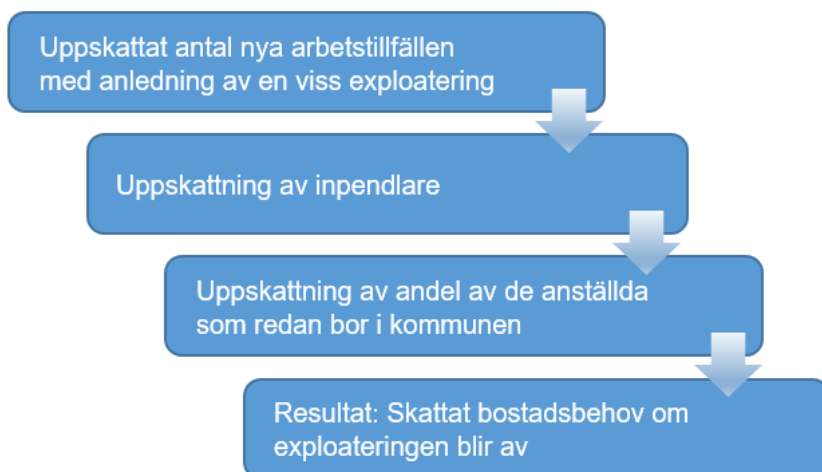 Uppskattat antal nya arbetstillfällen
med anledning av en viss exploatering
Uppskattning av inpendlare
Uppskattning av andel av de anställda
som redan bor i kommunen
Resultat: Skattat bostadsbehov om
exploateringen blir av